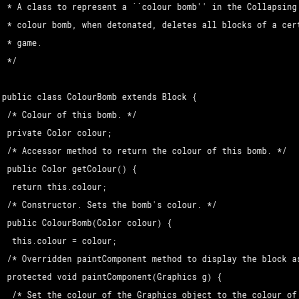 * A class to represent a ``colour bomb'' in the Collapsing
* colour bomb, when detonated, deletes all blocks of a
* game.
*/
public class ColourBomb extends Block {
/* Colour of this bomb. */
private Color colour;
/* Accessor method to return the colour of this bomb. */
public Color getColour() {
return this.colour;
/* Constructor. Sets the bomb's colour. */
public ColourBomb(Color colour) {
this.colour = colour;
/* Overridden paintComponent method to display the block
protected void paintComponent(Graphics g) {
/* Set the colour of the Graphics object to the colour of